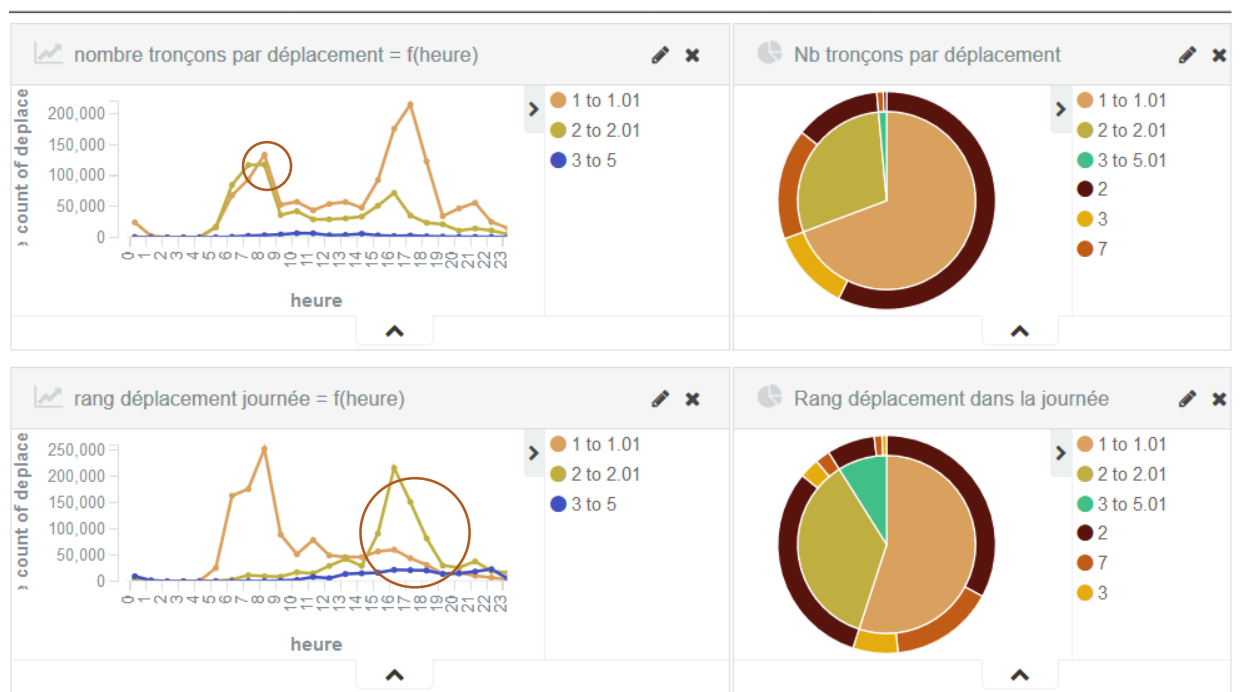 nombre tronçons par déplacement = f(heure)
count of deplace
200,000
150,000
100,000
50,000
0
0 1 2 3 4 5 6 7 8 9 10 11 12 13 14 15 16 17 18 19 20 21 22 23
heure
1 to 1.01
2 to 2.01
3 to 5
Nb tronçons par déplacement
1 to 1.01
2 to 2.01
3 to 5.01
2
3
7
rang déplacement journée = f(heure)
count of deplace
250,000
200,000
150,000
100,000
50,000
0
0 1 2 3 4 5 6 7 8 9 10 11 12 13 14 15 16 17 18 19 20 21 22 23
heure
1 to 1.01
2 to 2.01
3 to 5
Rang déplacement dans la journée
1 to 1.01
2 to 2.01
3 to 5.01
2
7
3